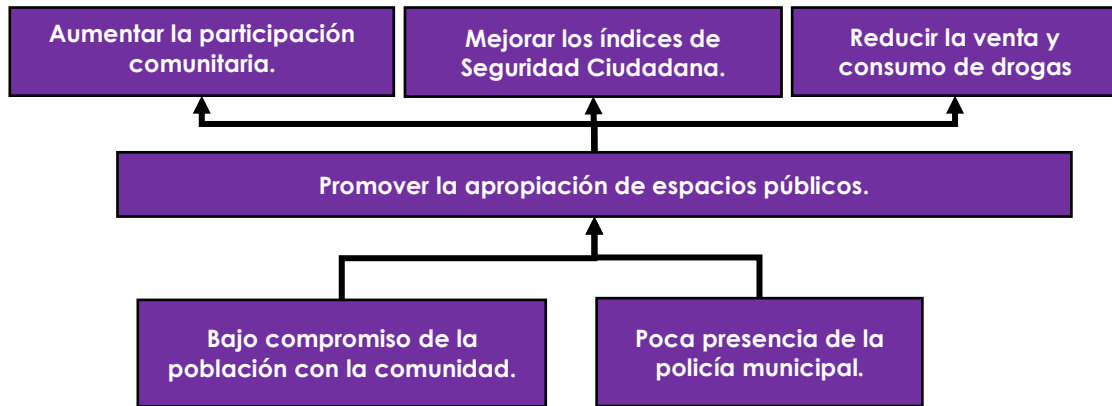 Aumentar la participación
comunitaria.
Mejorar los índices de
Seguridad Ciudadana.
Reducir la venta y
consumo de drogas
Promover la apropiación de espacios públicos.
Bajo compromiso de la
población con la comunidad.
Poca presencia de la
policía municipal.